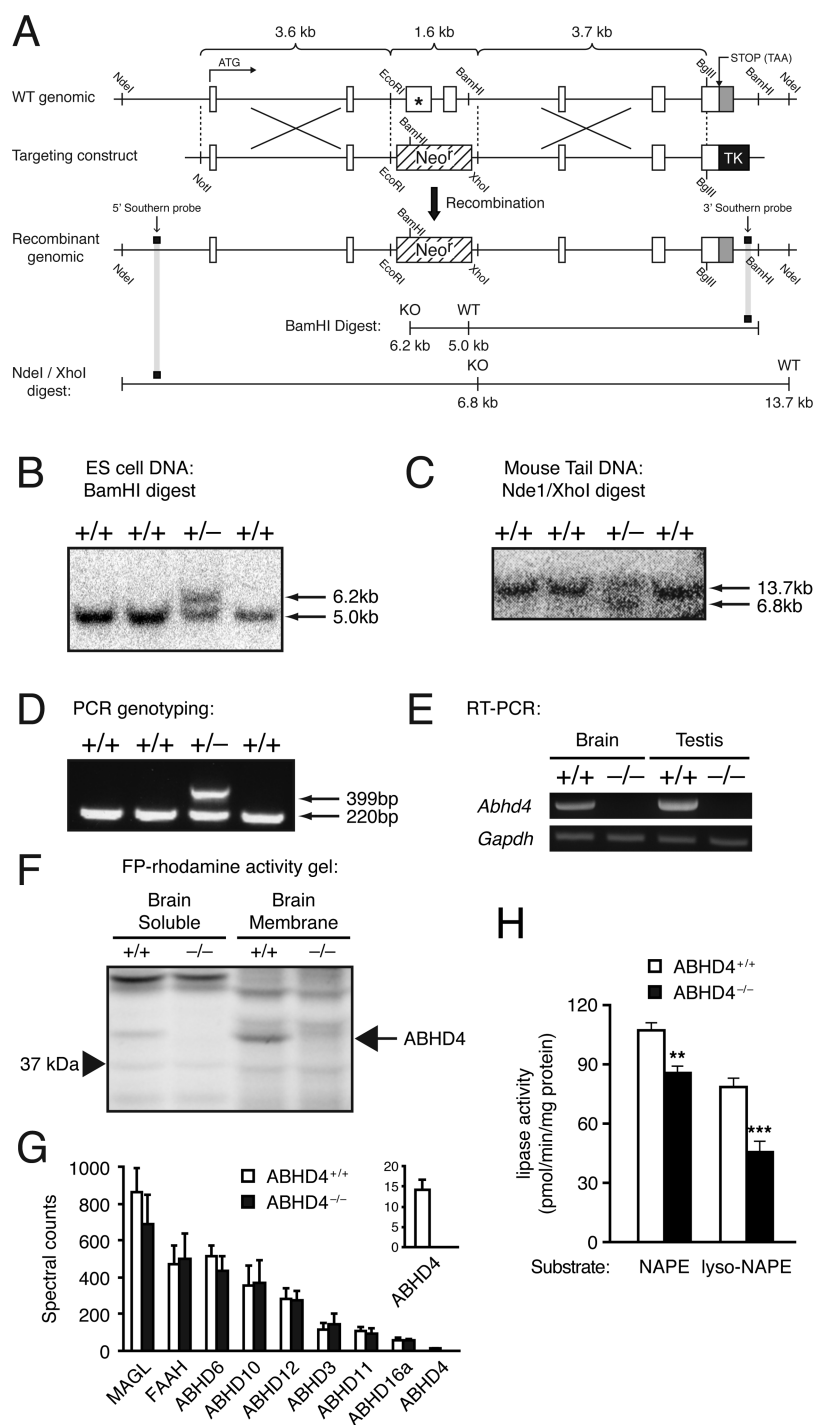 A
3.6 kb 1.6 kb 3.7 kb
ATG
STOP (TAA)
NdeI EcoRI BamHI BglII BamHI NdeI
WT genomic
*
BamHI
Targeting construct
Neor TK
NotI EcoRI XhoI BglII
Recombination
5' Southern probe 3' Southern probe
BamHI
Recombinant
genomic
Neor
NdeI EcoRI XhoI BglII BamHI NdeI
KO WT
BamHI Digest:
6.2 kb 5.0 kb
NdeI / XhoI
digest:
KO WT
6.8 kb 13.7 kb
B
ES cell DNA:
BamHI digest
+/+ +/+ +/− +/+
6.2kb
5.0kb
C
Mouse Tail DNA:
Nde1/XhoI digest
+/+ +/+ +/− +/+
13.7kb
6.8kb
D
PCR genotyping:
+/+ +/+ +/− +/+
399bp
220bp
E
RT-PCR:
Brain Testis
+/+ −/− +/+ −/−
Abhd4
Gapdh
F
FP-rhodamine activity gel:
Brain
Soluble
Brain
Membrane
+/+ −/− +/+ −/−
ABHD4
37 kDa
G
Spectral counts
1000
800
600
400
200
0
ABHD4+/+
ABHD4−/−
20
15
10
5
0
ABHD4
MAGL FAAH ABHD6 ABHD10 ABHD12 ABHD3 ABHD11 ABHD16a ABHD4
H
ABHD4+/+
ABHD4−/−
lipase activity
(pmol/min/mg protein)
120
90
60
30
0
**
***
Substrate: NAPE lyso-NAPE